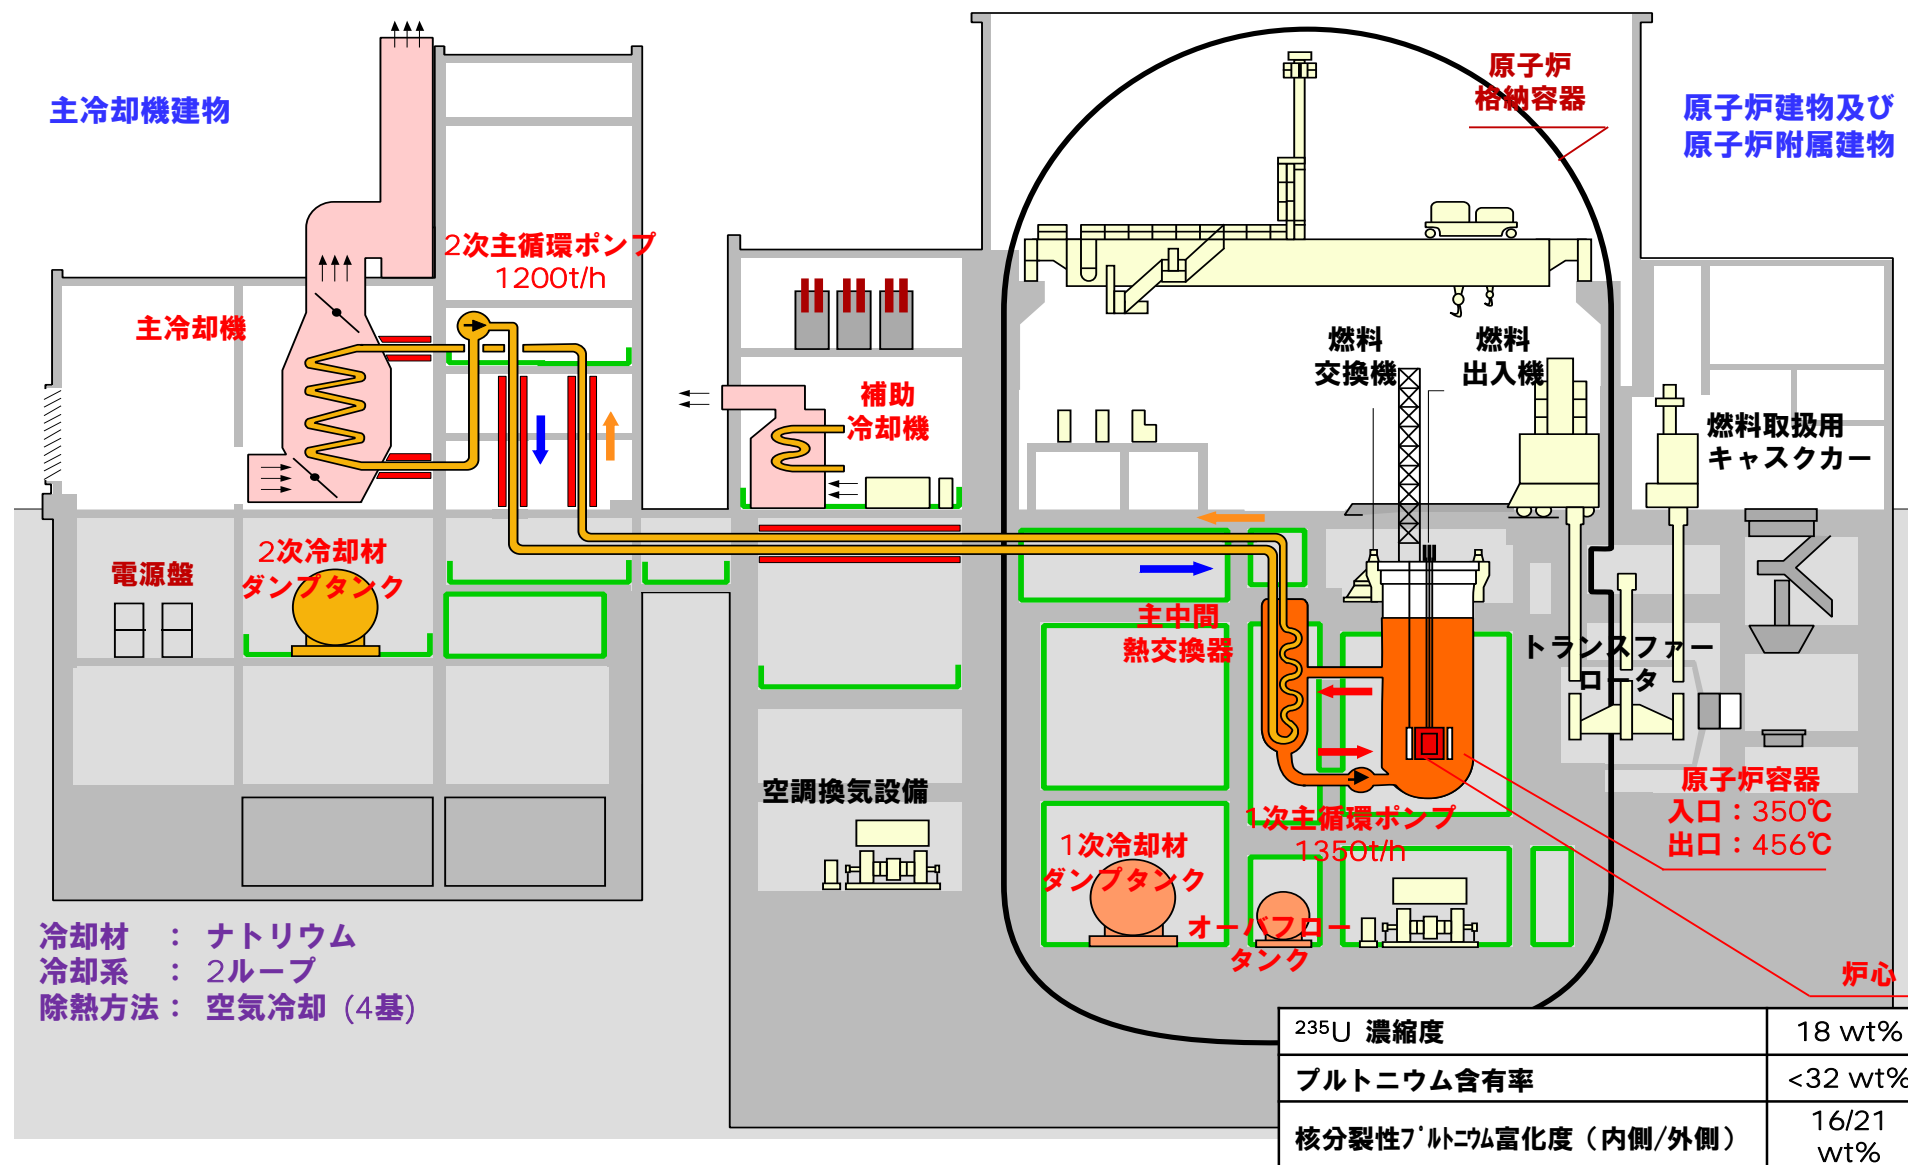 主冷却機建物
原子炉
格納容器
原子炉建物及び
原子炉附属建物
2次主循環ポンプ
1200t/h
主冷却機
燃料
交換機
燃料
出入機
補助
冷却機
燃料取扱用
キャスクカー
2次冷却材
ダンプタンク
電源盤
主中間
熱交換器
トランスファー
ロータ
空調換気設備
原子炉容器
入口：350℃
出口：456℃
1次主循環ポンプ
1350t/h
1次冷却材
ダンプタンク
オーバフロー
タンク
炉心
冷却材 ： ナトリウム
冷却系 ： 2ループ
除熱方法： 空気冷却 (4基)
235U 濃縮度 18 wt%
プルトニウム含有率 <32 wt%
核分裂性プルトニウム富化度（内側/外側） 16/21
wt%